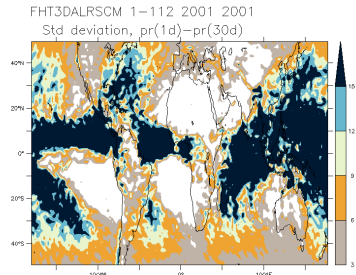 FHT3DALRSCM 1-112 2001 2001
Std deviation, pr(1d)-pr(30d)
40°N
20°N
0°
20°S
40°S
15
12
9
6
3